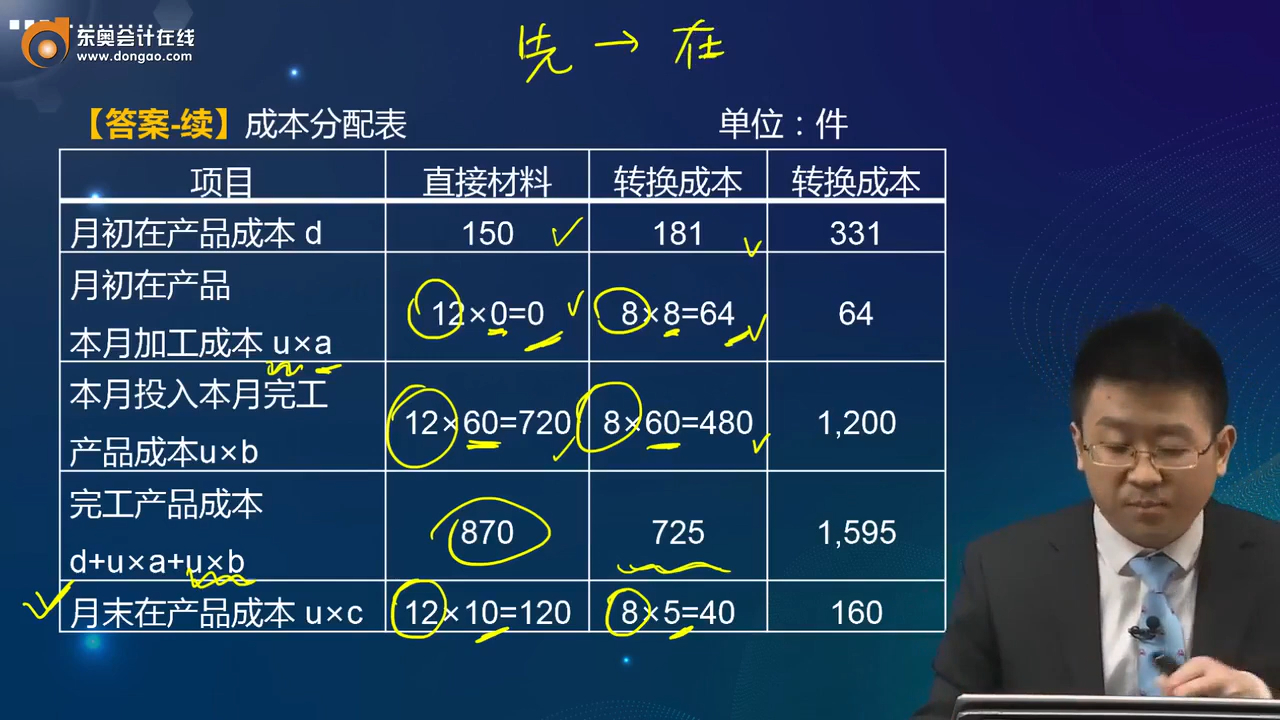 东奥会计在线
www.dongao.com
先→在
【答案-续】成本分配表 单位：件
项目 直接材料 转换成本 转换成本
月初在产品成本 d 150 181 331
月初在产品
本月加工成本 u×a 12×0=0 8×8=64 64
本月投入本月完工
产品成本u×b 12×60=720 8×60=480 1,200
完工产品成本
d+u×a+u×b 870 725 1,595
月末在产品成本 u×c 12×10=120 8×5=40 160